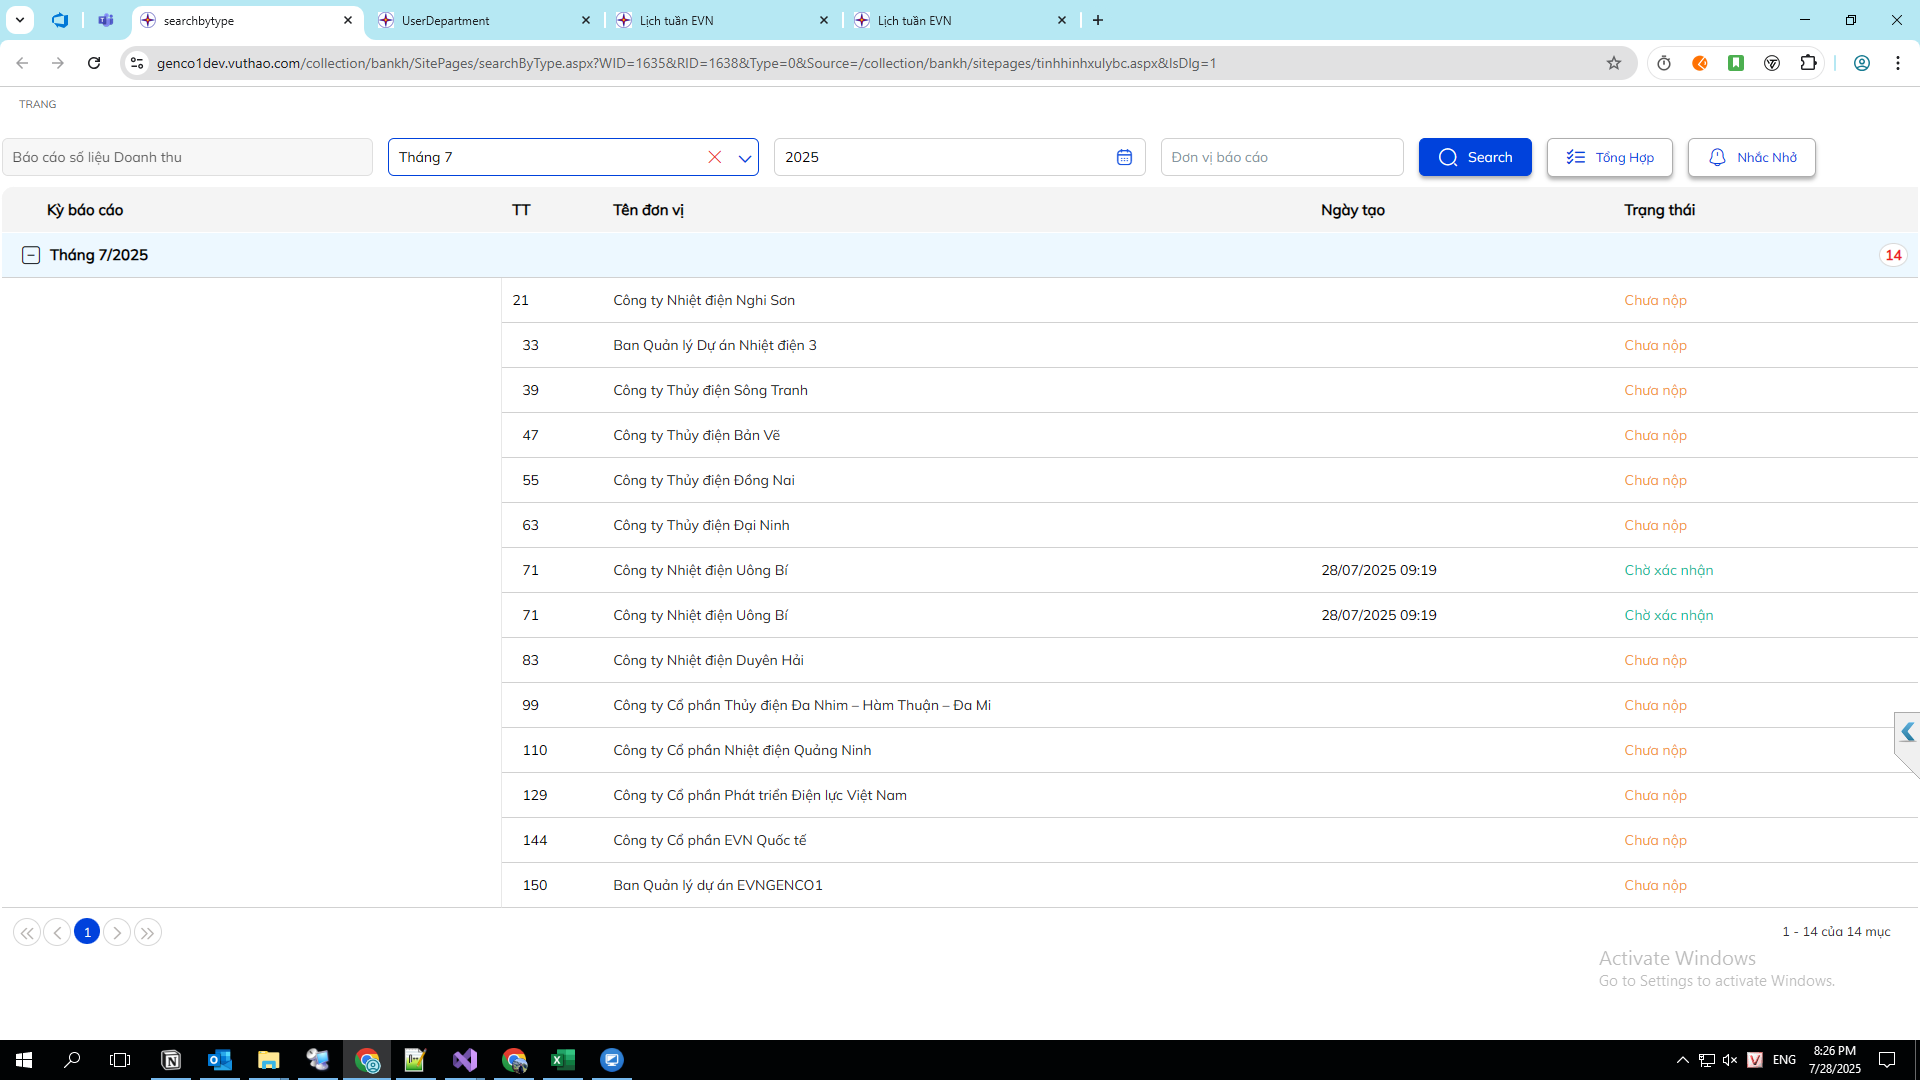 searchbytype
UserDepartment
Lịch tuần EVN
Lịch tuần EVN
genco1dev.vuthao.com/collection/bankh/SitePages/searchByType.aspx?WID=1635&RID=1638&Type=0&Source=/collection/bankh/sitepages/tinhhinhxulybc.aspx&IsDlg=1
TRANG
Báo cáo số liệu Doanh thu
Tháng 7
2025
Đơn vị báo cáo
Search
Tổng Hợp
Nhắc Nhở
Kỳ báo cáo TT Tên đơn vị Ngày tạo Trạng thái
Tháng 7/2025 14
21 Công ty Nhiệt điện Nghi Sơn Chưa nộp
33 Ban Quản lý Dự án Nhiệt điện 3 Chưa nộp
39 Công ty Thủy điện Sông Tranh Chưa nộp
47 Công ty Thủy điện Bản Vẽ Chưa nộp
55 Công ty Thủy điện Đồng Nai Chưa nộp
63 Công ty Thủy điện Đại Ninh Chưa nộp
71 Công ty Nhiệt điện Uông Bí 28/07/2025 09:19 Chờ xác nhận
71 Công ty Nhiệt điện Uông Bí 28/07/2025 09:19 Chờ xác nhận
83 Công ty Nhiệt điện Duyên Hải Chưa nộp
99 Công ty Cổ phần Thủy điện Đa Nhim – Hàm Thuận – Đa Mi Chưa nộp
110 Công ty Cổ phần Nhiệt điện Quảng Ninh Chưa nộp
129 Công ty Cổ phần Phát triển Điện lực Việt Nam Chưa nộp
144 Công ty Cổ phần EVN Quốc tế Chưa nộp
150 Ban Quản lý dự án EVNGENCO1 Chưa nộp
1
1 - 14 của 14 mục
Activate Windows
Go to Settings to activate Windows.
ENG
8:26 PM
7/28/2025